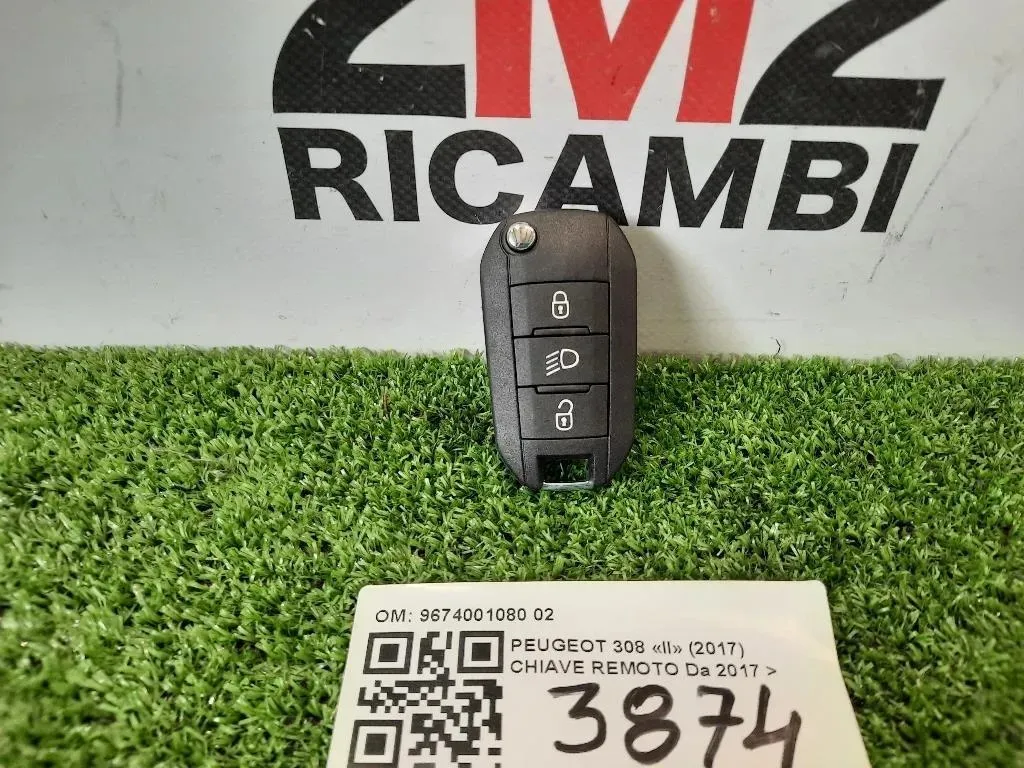 2M2
RICAMBI
OM: 9674001080 02
PEUGEOT 308 «II» (2017)
CHIAVE REMOTO Da 2017 >
3874